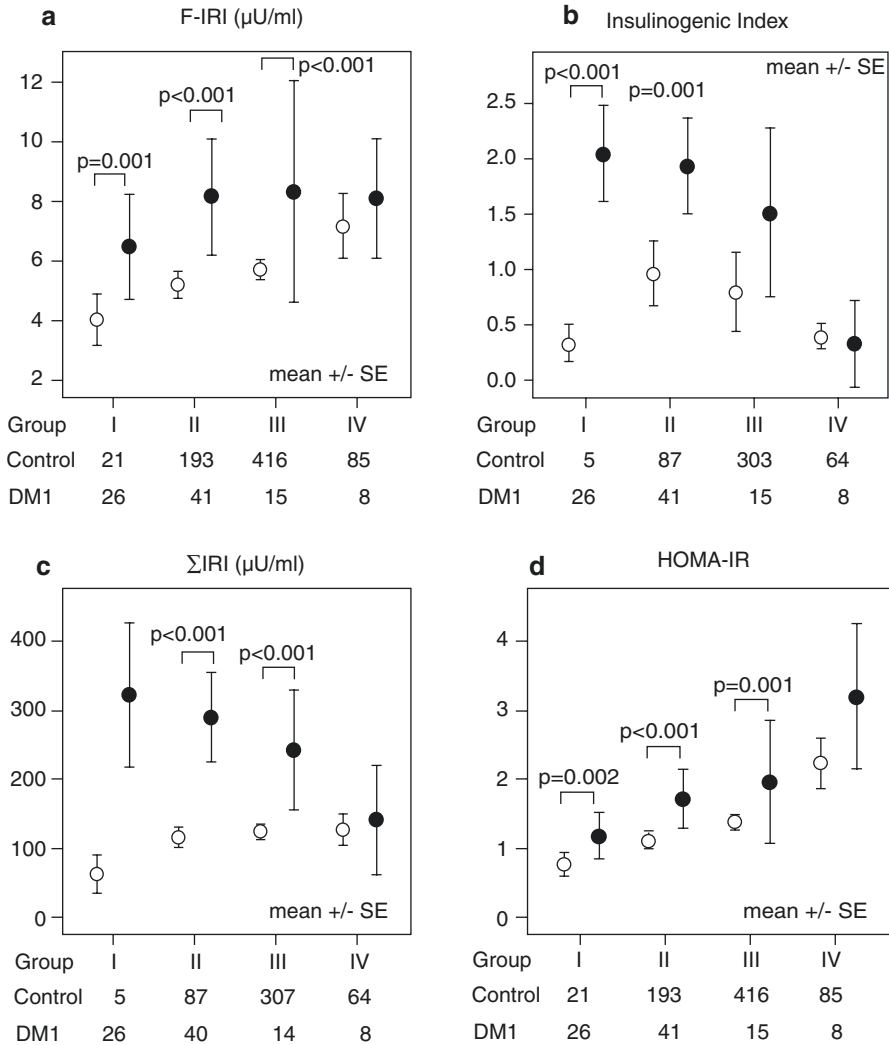 a
F-IRI (µU/ml)
12
10
8
6
4
2
p=0.001
p<0.001
p<0.001
mean +/- SE
Group I II III IV
Control 21 193 416 85
DM1 26 41 15 8
b
Insulinogenic Index
mean +/- SE
2.5
2.0
1.5
1.0
0.5
0.0
p<0.001
p=0.001
Group I II III IV
Control 5 87 303 64
DM1 26 41 15 8
c
∑IRI (µU/ml)
400
300
200
100
0
p<0.001
p<0.001
mean +/- SE
Group I II III IV
Control 5 87 307 64
DM1 26 40 14 8
d
HOMA-IR
4
3
2
1
0
p=0.002
p<0.001
p=0.001
mean +/- SE
Group I II III IV
Control 21 193 416 85
DM1 26 41 15 8